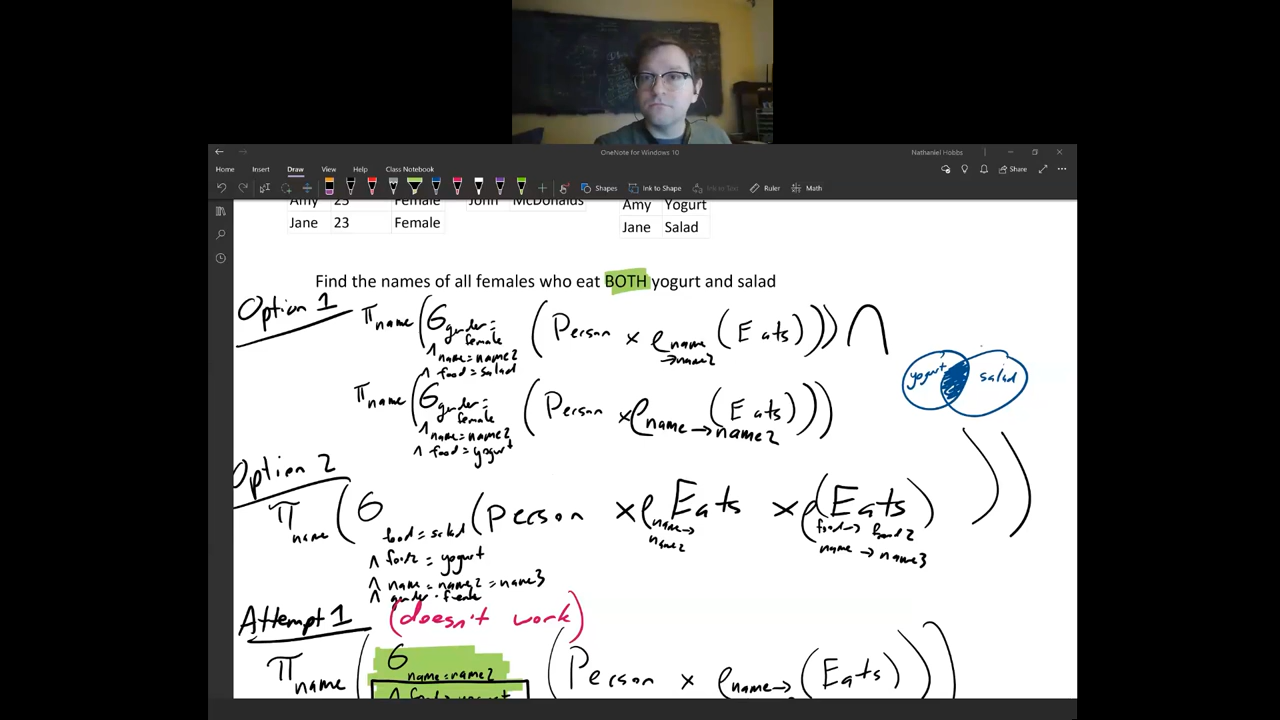 OneNote for Windows 10
Nathaniel Hobbs
Home Insert Draw View Help Class Notebook
Share
Shapes Ink to Shape Ink to Text Ruler Math
Amy 23 Female
John McDonalds
Amy Yogurt
Jane 23 Female
Jane Salad
Find the names of all females who eat BOTH yogurt and salad
Option 1
π name (σ gender = female (Person × ρ name → name2 (Eats))) ∩
∧ name = name2
∧ food = salad
yogurt salad
π name (σ gender = female (Person × ρ name → name2 (Eats)))
∧ name = name2
∧ food = yogurt
Option 2
π name (σ food = salad (Person × ρ name → name2 Eats × ρ (Eats) ))
food → food2
name → name3
∧ food2 = yogurt
∧ name = name2 = name3
∧ gender = female
Attempt 1 (doesn't work)
π name (σ name = name2 (Person × ρ name → (Eats)))
∧ food = yogurt